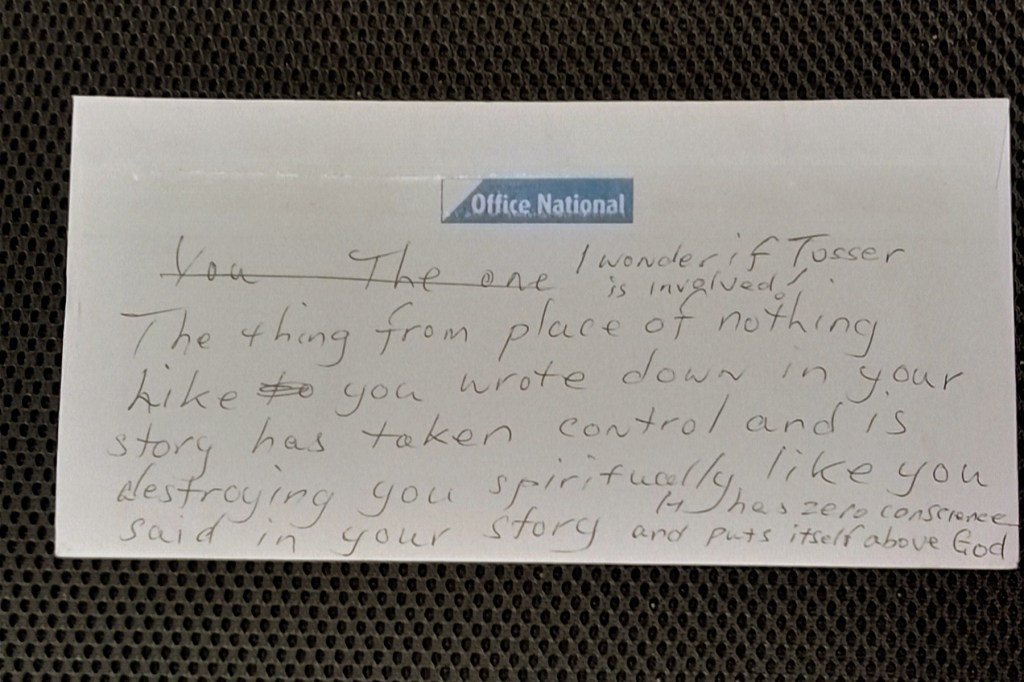 Office National
You The one I wonder if Tosser
is involved!
The thing from place of nothing
Like to you wrote down in your
story has taken control and is
destroying you spiritually like you
It has zero conscience
said in your story and puts itself above God